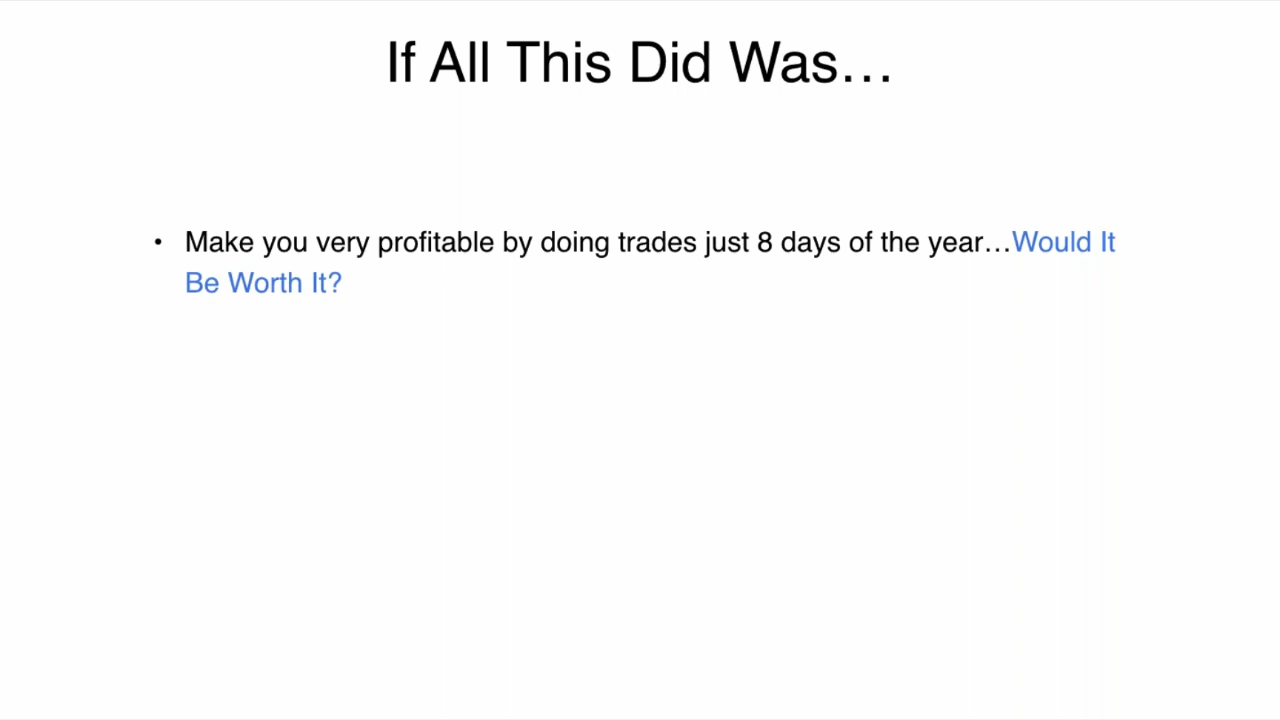 If All This Did Was…
• Make you very profitable by doing trades just 8 days of the year…Would It
Be Worth It?